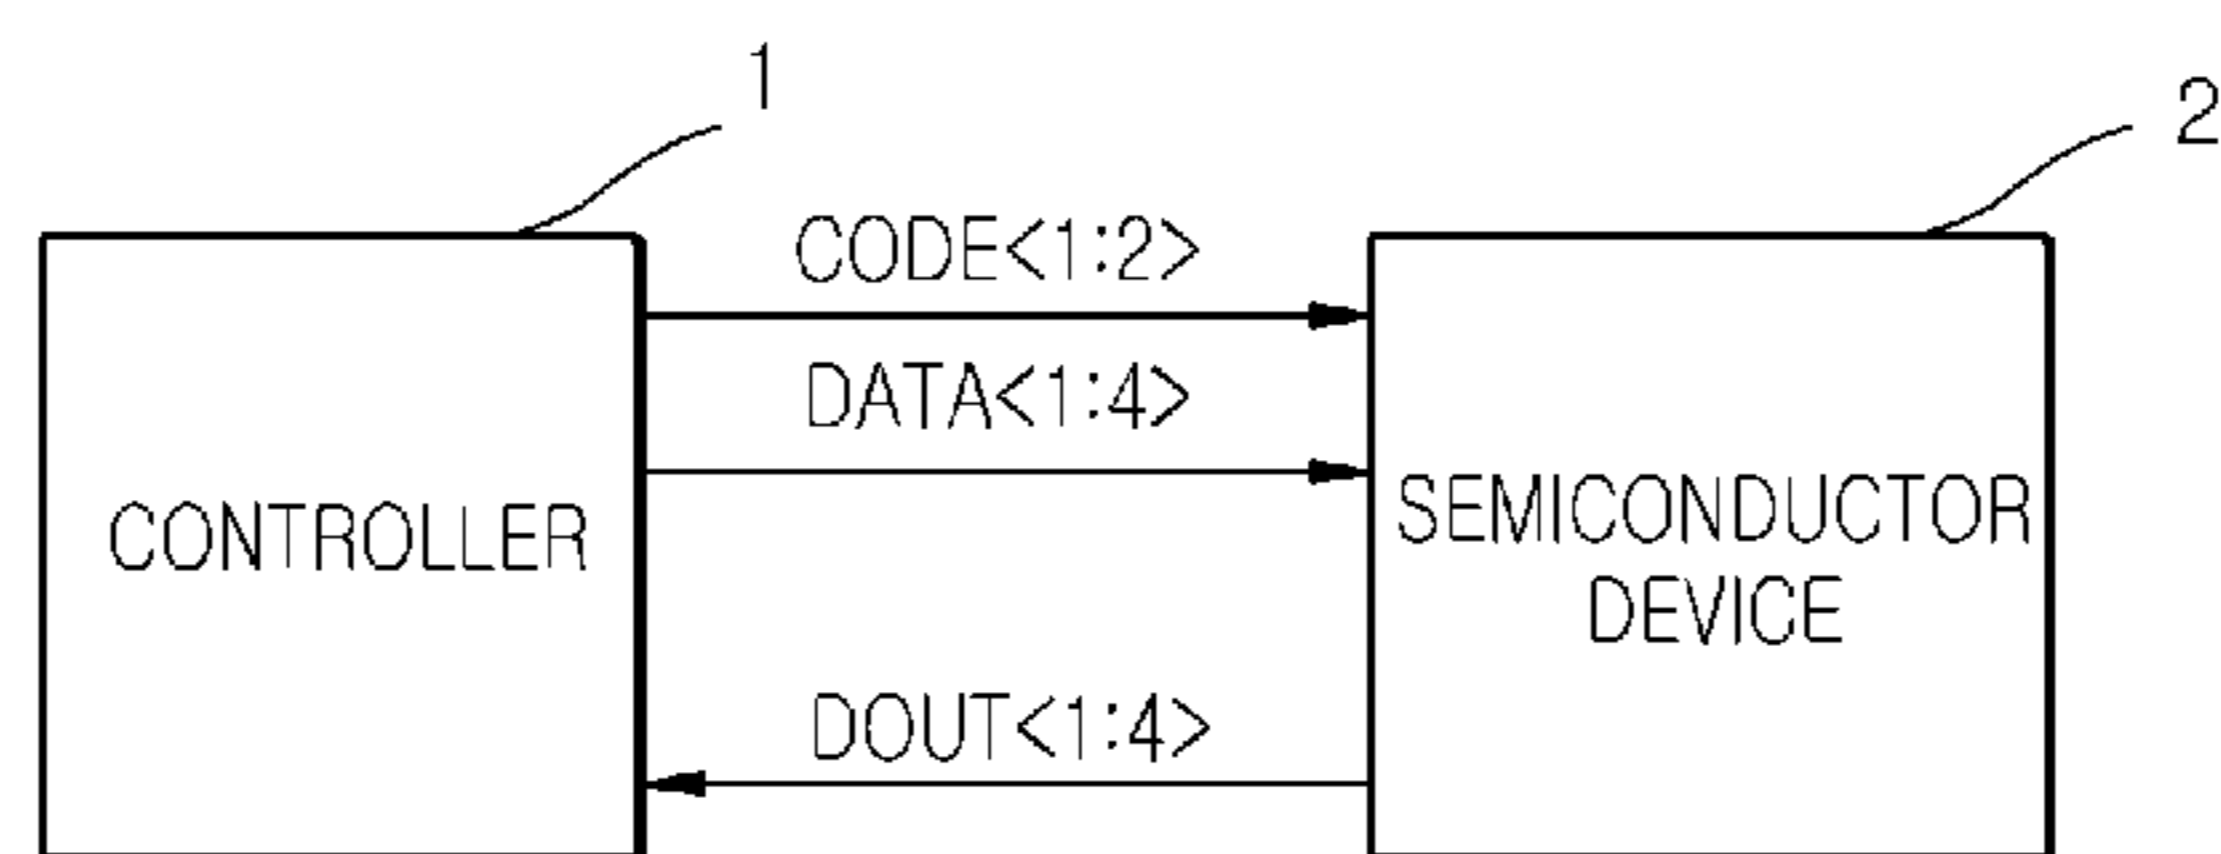 1
2
CODE<1:2>
DATA<1:4>
CONTROLLER
SEMICONDUCTOR
DEVICE
DOUT<1:4>